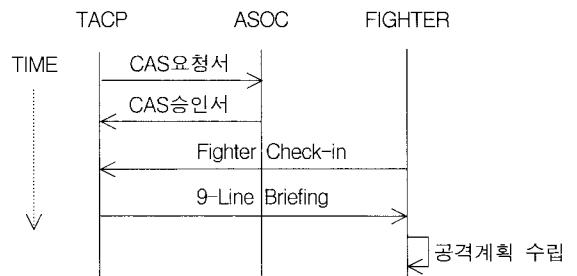 TACP ASOC FIGHTER
TIME
CAS요청서
CAS승인서
Fighter Check-in
9-Line Briefing
공격계획 수립